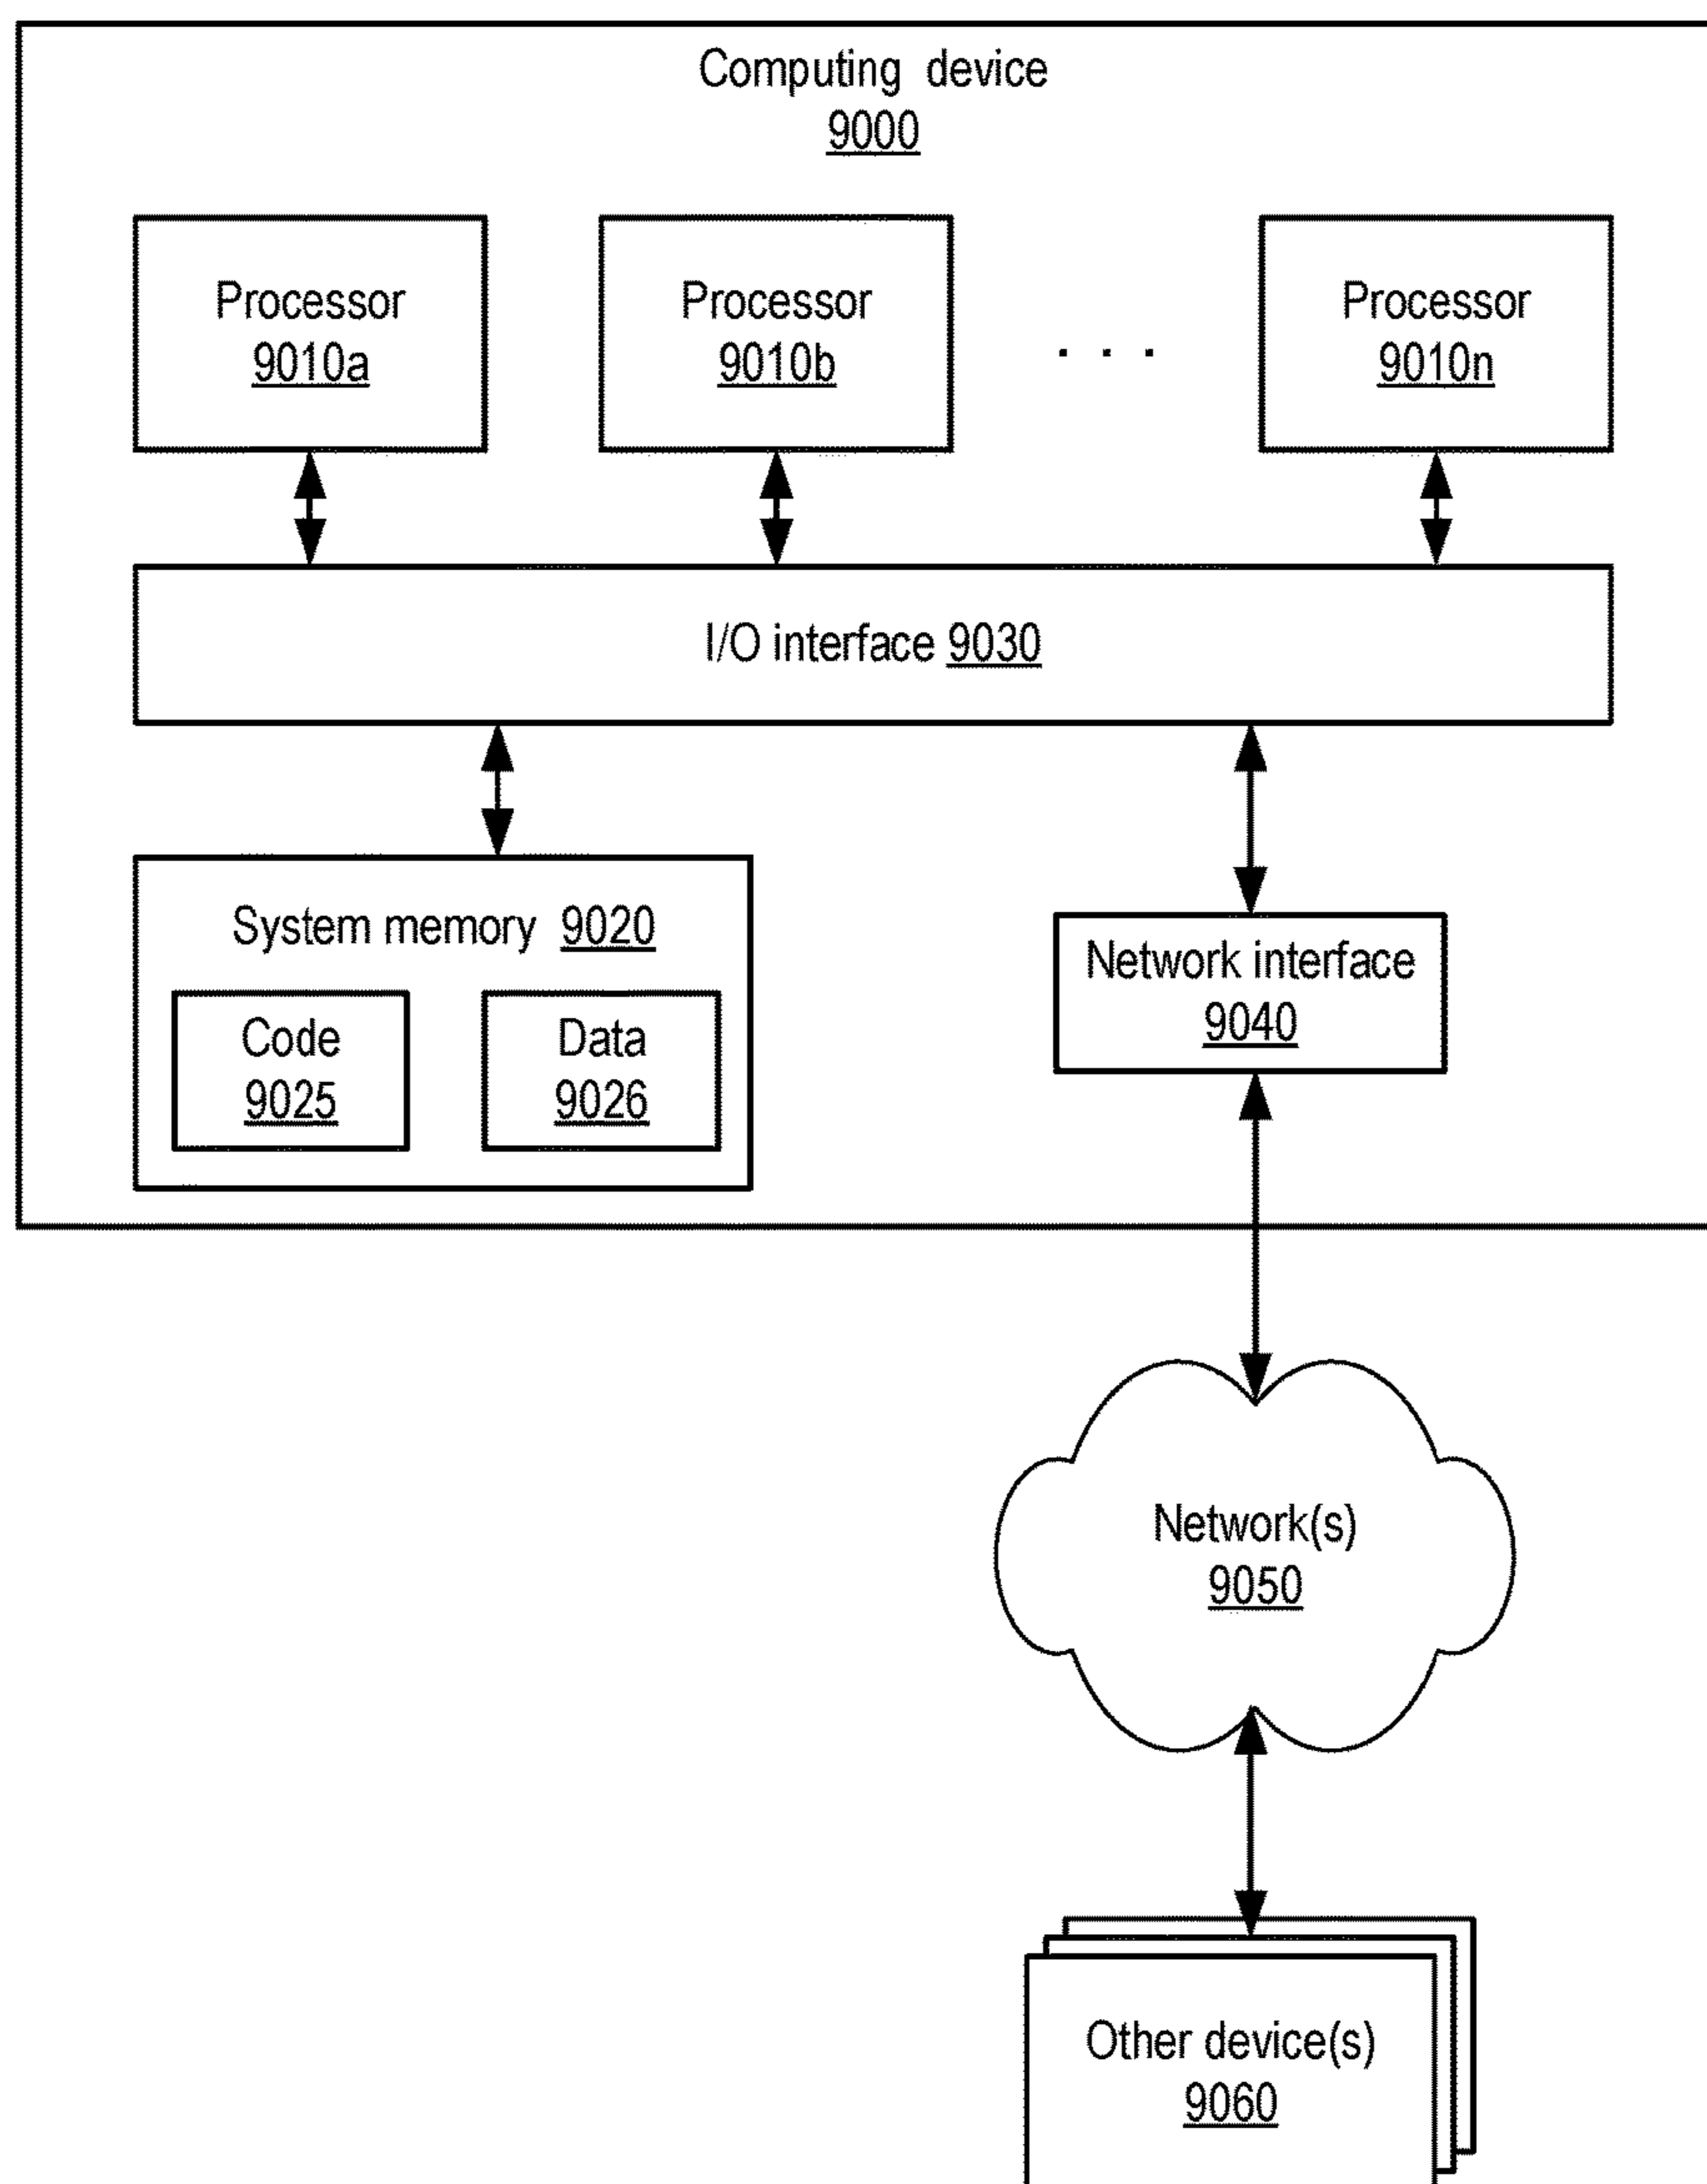 Computing device
9000
Processor
9010a
Processor
9010b
. . .
Processor
9010n
I/O interface 9030
System memory 9020
Code
9025
Data
9026
Network interface
9040
Network(s)
9050
Other device(s)
9060